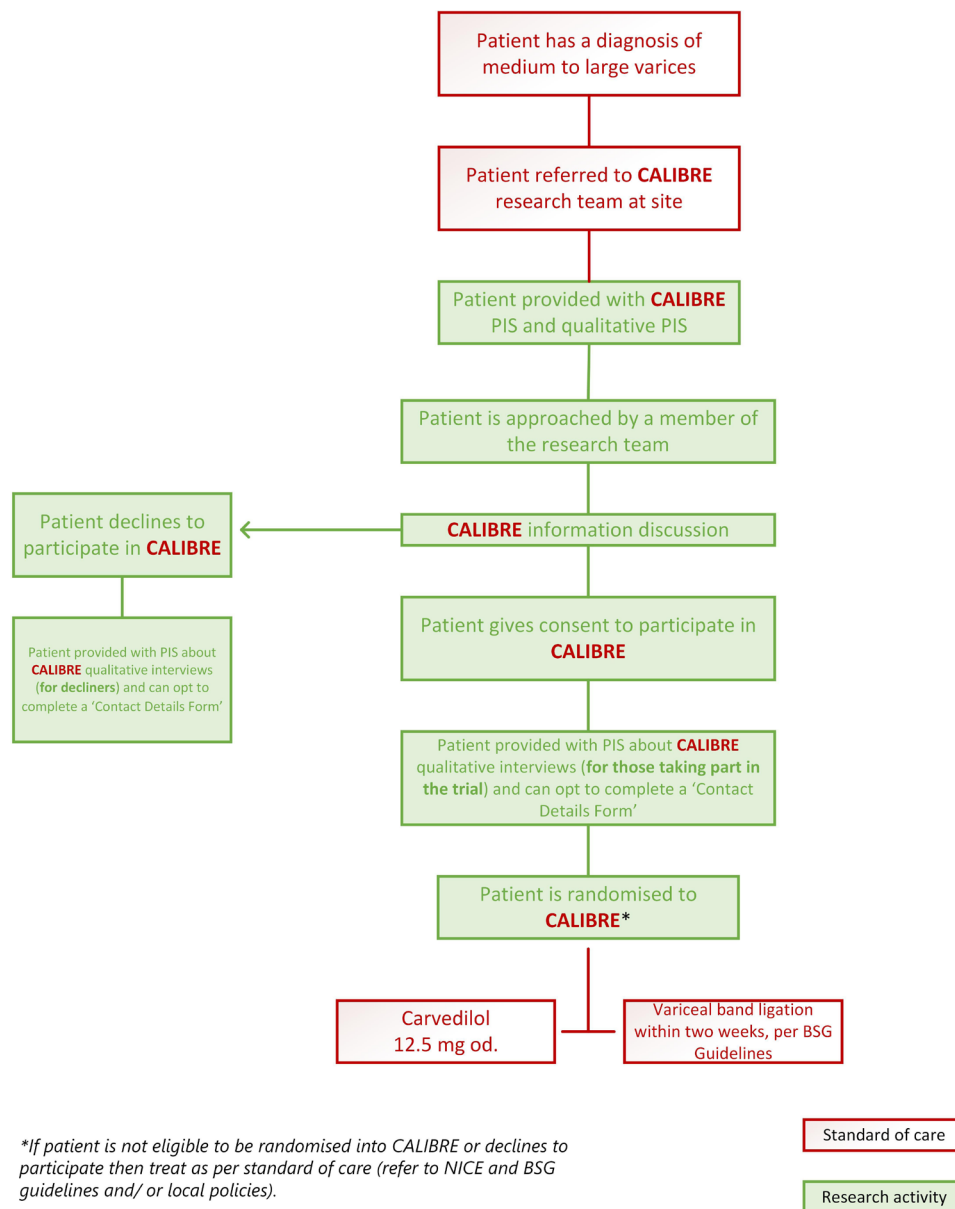 Patient has a diagnosis of
medium to large varices
Patient referred to CALIBRE
research team at site
Patient provided with CALIBRE
PIS and qualitative PIS
Patient is approached by a member of
the research team
CALIBRE information discussion
Patient declines to
participate in CALIBRE
Patient provided with PIS about
CALIBRE qualitative interviews
(for decliners) and can opt to
complete a ‘Contact Details Form’
Patient gives consent to participate in
CALIBRE
Patient provided with PIS about CALIBRE
qualitative interviews (for those taking part in
the trial) and can opt to complete a ‘Contact
Details Form’
Patient is randomised to
CALIBRE*
Carvedilol
12.5 mg od.
Variceal band ligation
within two weeks, per BSG
Guidelines
*If patient is not eligible to be randomised into CALIBRE or declines to
participate then treat as per standard of care (refer to NICE and BSG
guidelines and/ or local policies).
Standard of care
Research activity